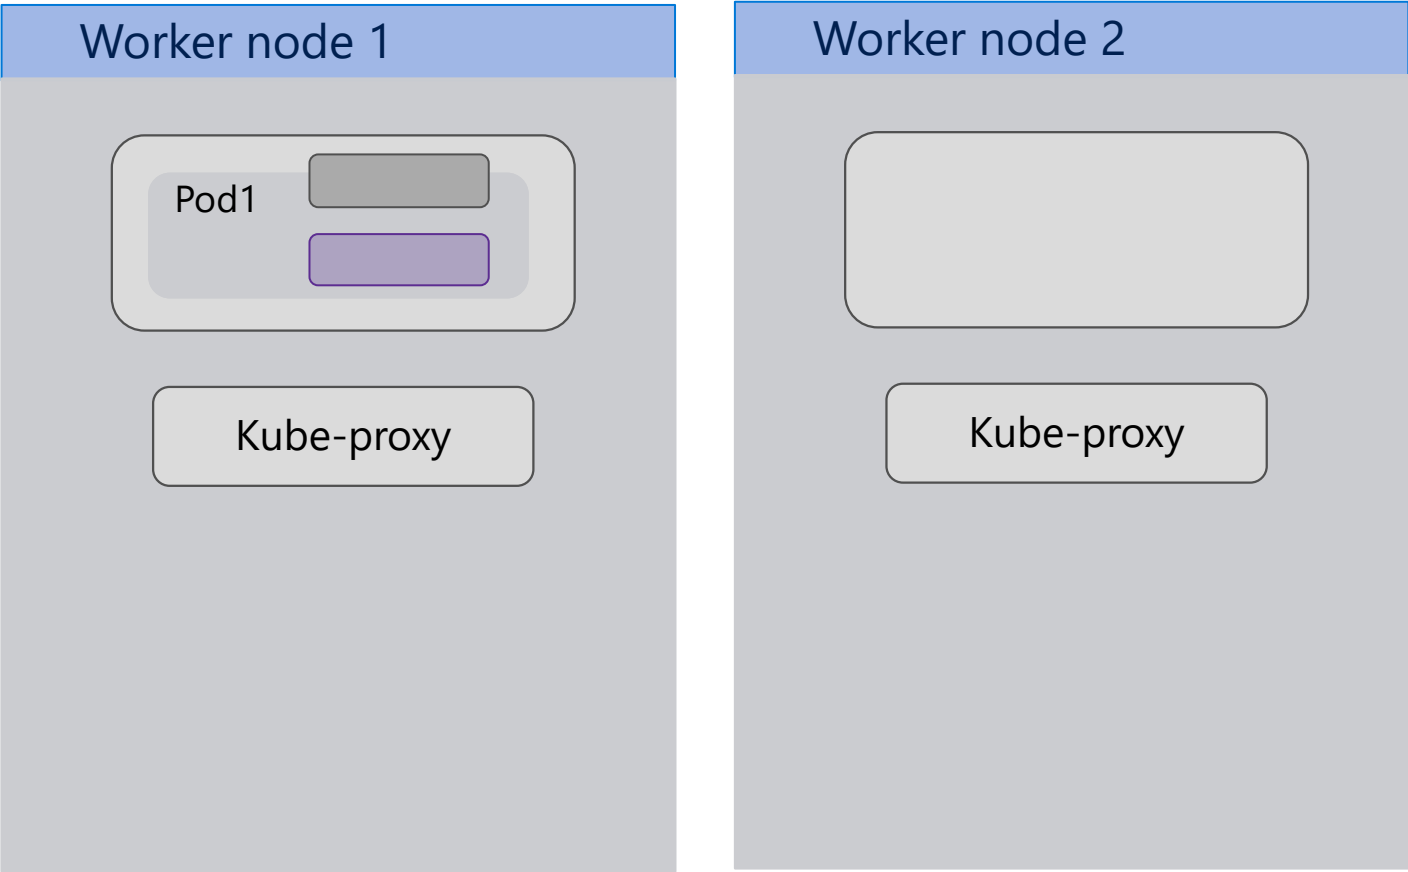 Worker node 1
Pod1
Kube-proxy
Worker node 2
Kube-proxy